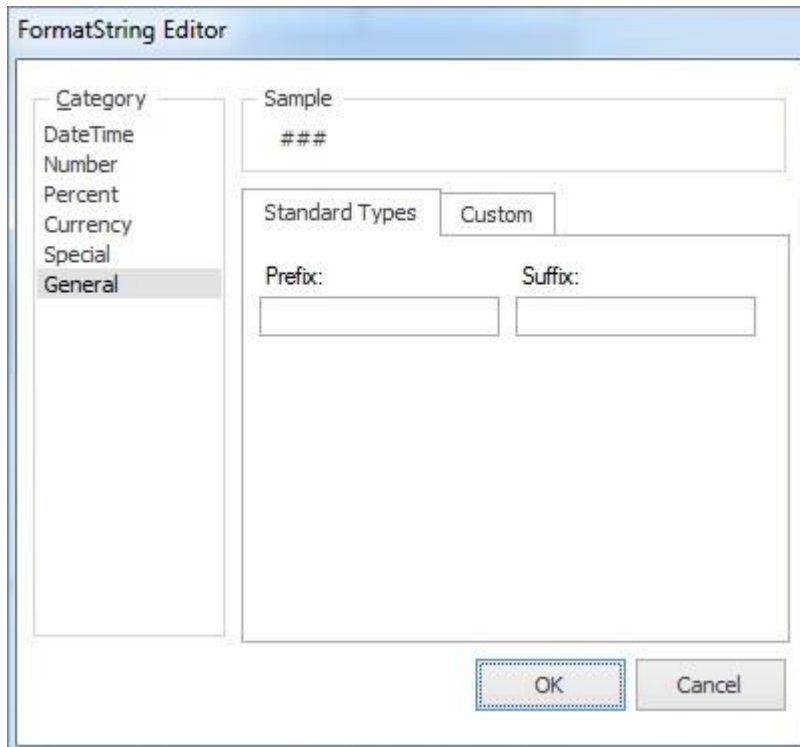 FormatString Editor
Category
DateTime
Number
Percent
Currency
Special
General
Sample
###
Standard Types
Custom
Prefix:
Suffix:
OK
Cancel